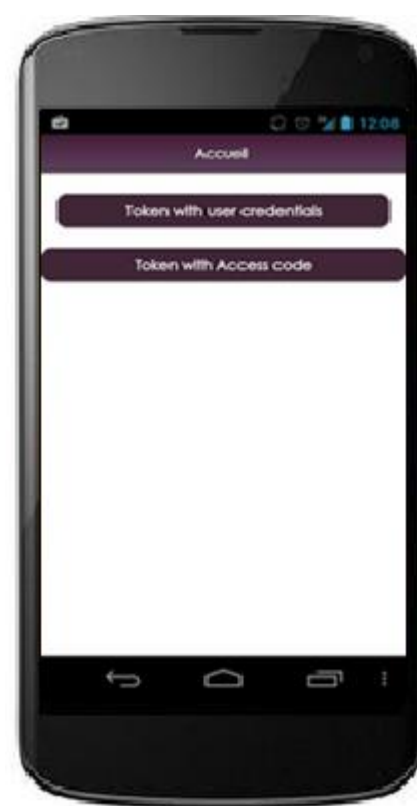 12:08
Accueil
Token with user credentials
Token with Access code